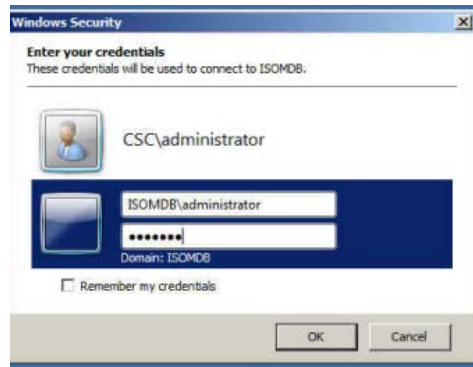 Windows Security
Enter your credentials
These credentials will be used to connect to ISOMDB.
CSC\administrator
ISOMDB\administrator
•••••••
Domain: ISOMDB
Remember my credentials
OK
Cancel